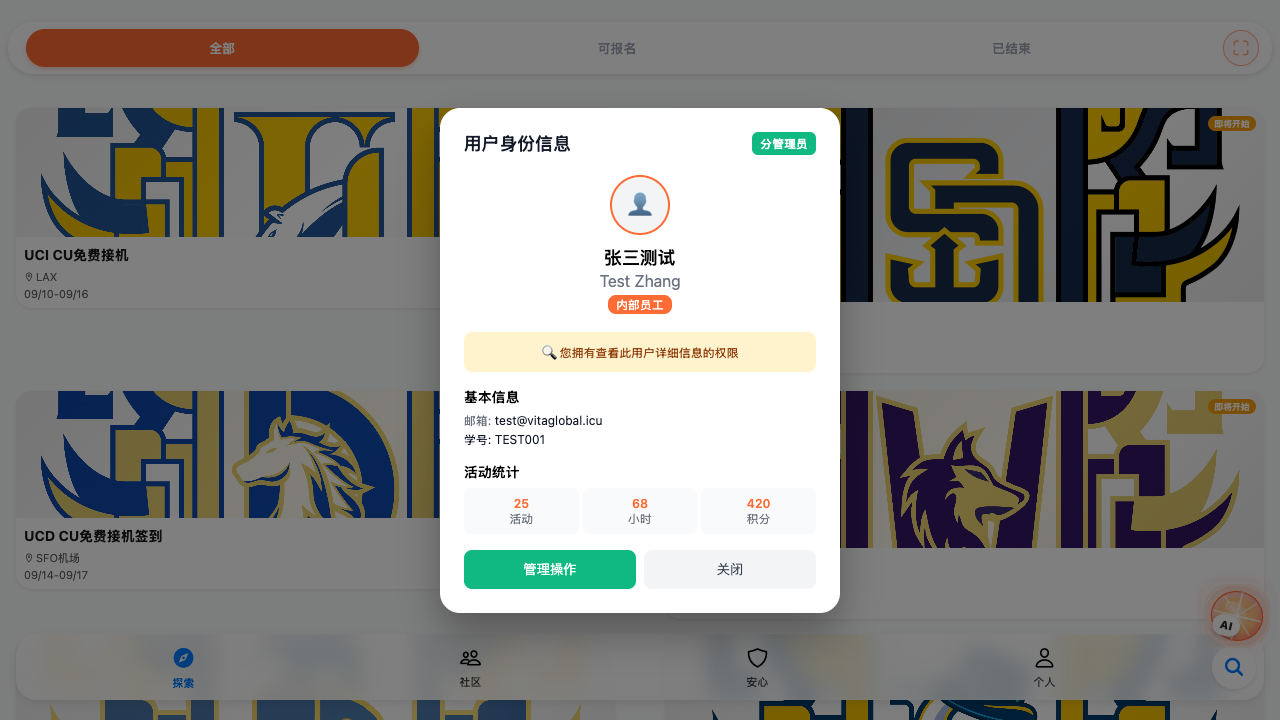 全部
可报名
已结束
即将开始
UCI CU免费接机
LAX
09/10-09/16
用户身份信息
分管理员
张三测试
Test Zhang
内部员工
您拥有查看此用户详细信息的权限
基本信息
邮箱: test@vitaglobal.icu
学号: TEST001
活动统计
25
活动
68
小时
420
积分
管理操作
关闭
即将开始
UCD CU免费接机签到
SFO机场
09/14-09/17
AI
探索
社区
安心
个人